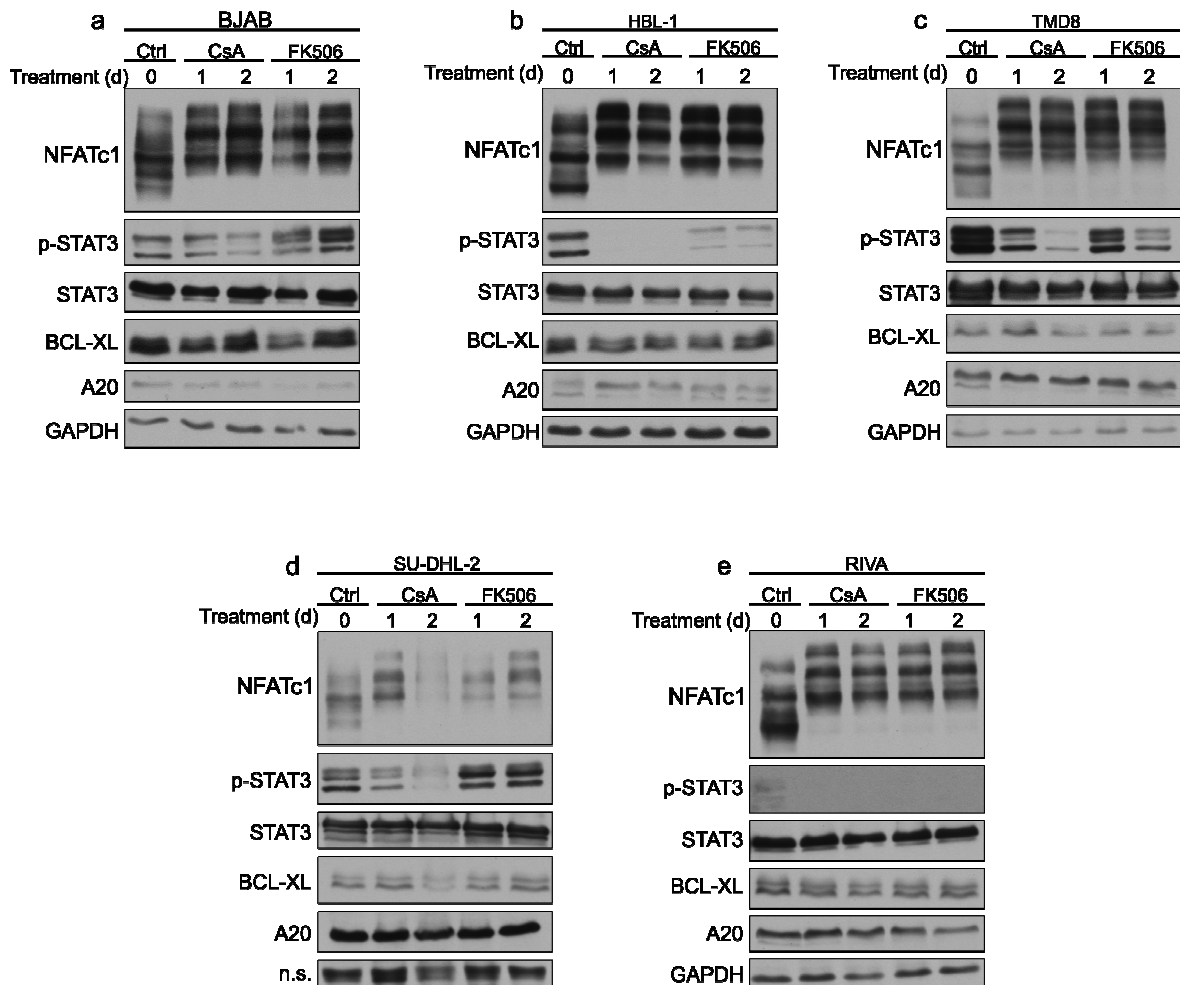 a BJAB
Ctrl CsA FK506
Treatment (d) 0 1 2 1 2
NFATc1
p-STAT3
STAT3
BCL-XL
A20
GAPDH
b HBL-1
Ctrl CsA FK506
Treatment (d) 0 1 2 1 2
NFATc1
p-STAT3
STAT3
BCL-XL
A20
GAPDH
c TMD8
Ctrl CsA FK506
Treatment (d) 0 1 2 1 2
NFATc1
p-STAT3
STAT3
BCL-XL
A20
GAPDH
d SU-DHL-2
Ctrl CsA FK506
Treatment (d) 0 1 2 1 2
NFATc1
p-STAT3
STAT3
BCL-XL
A20
n.s.
e RIVA
Ctrl CsA FK506
Treatment (d) 0 1 2 1 2
NFATc1
p-STAT3
STAT3
BCL-XL
A20
GAPDH